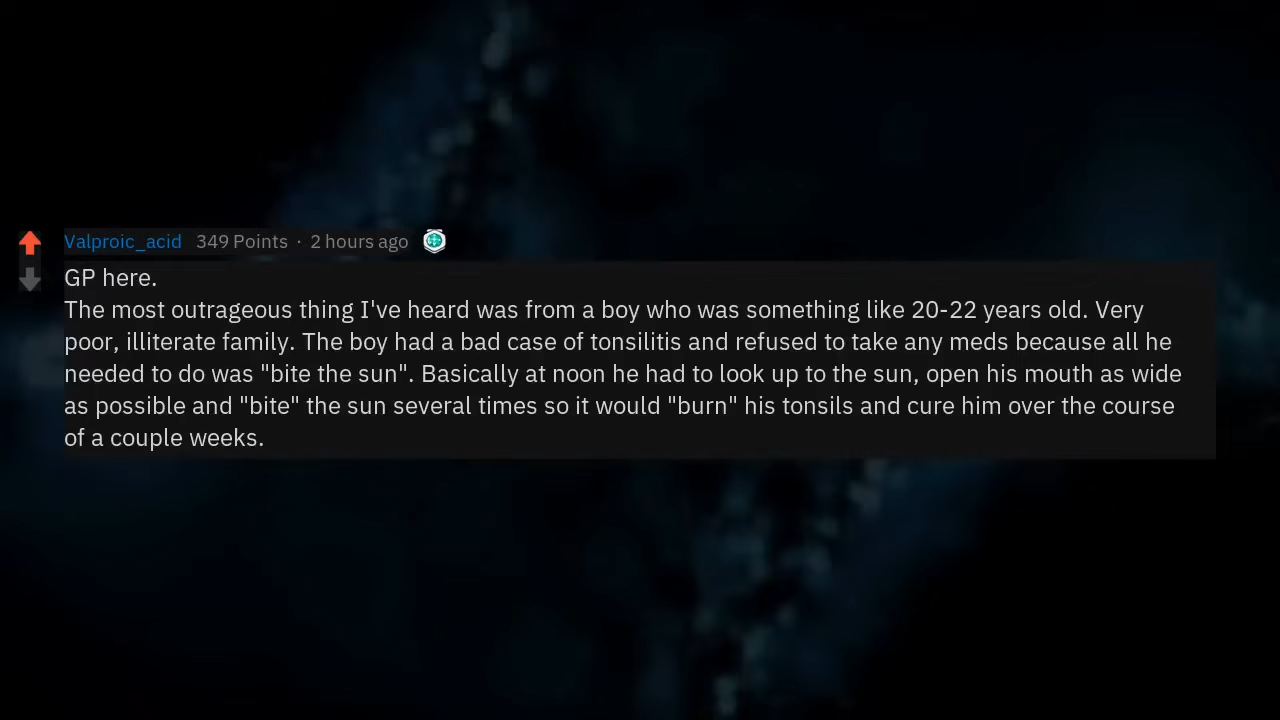 Valproic_acid 349 Points · 2 hours ago
GP here.
The most outrageous thing I've heard was from a boy who was something like 20-22 years old. Very
poor, illiterate family. The boy had a bad case of tonsilitis and refused to take any meds because all he
needed to do was "bite the sun". Basically at noon he had to look up to the sun, open his mouth as wide
as possible and "bite" the sun several times so it would "burn" his tonsils and cure him over the course
of a couple weeks.